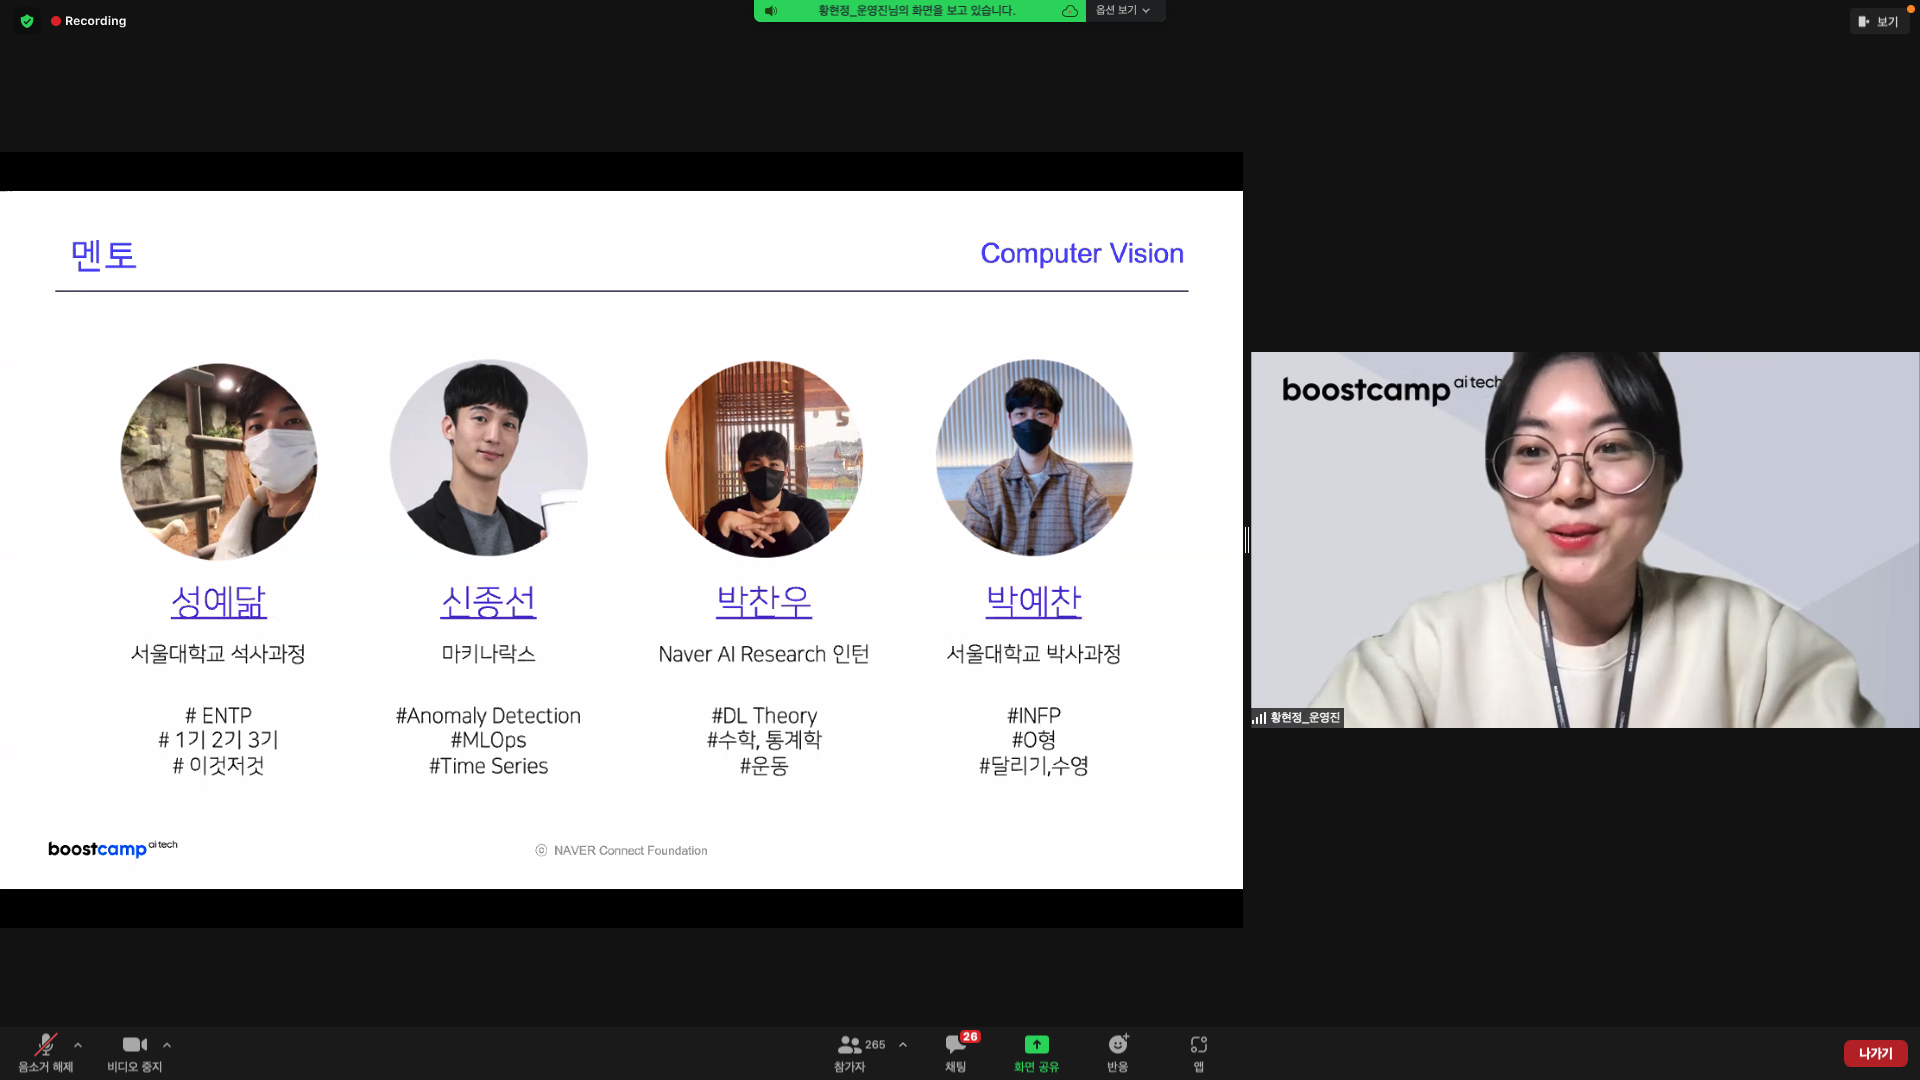 Recording
황현정_운영진님의 화면을 보고 있습니다.
옵션 보기
보기
멘토
Computer Vision
성예닮
신종선
박찬우
박예찬
서울대학교 석사과정
마키나락스
Naver AI Research 인턴
서울대학교 박사과정
# ENTP
# 1기 2기 3기
# 이것저것
#Anomaly Detection
#MLOps
#Time Series
#DL Theory
#수학, 통계학
#운동
#INFP
#O형
#달리기,수영
boostcamp ai tech
ⓒ NAVER Connect Foundation
boostcamp ai tech
황현정_운영진
음소거 해제
비디오 중지
265
참가자
26
채팅
화면 공유
반응
앱
나가기